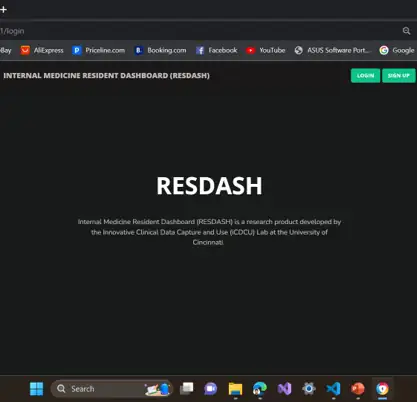 1/login
Bay
AliExpress
Priceline.com
Booking.com
Facebook
YouTube
ASUS Software Port...
Google
INTERNAL MEDICINE RESIDENT DASHBOARD (RESDASH)
LOGIN
SIGN UP
RESDASH
Internal Medicine Resident Dashboard (RESDASH) is a research product developed by
the Innovative Clinical Data Capture and Use (iCDCU) Lab at the University of
Cincinnati
Search